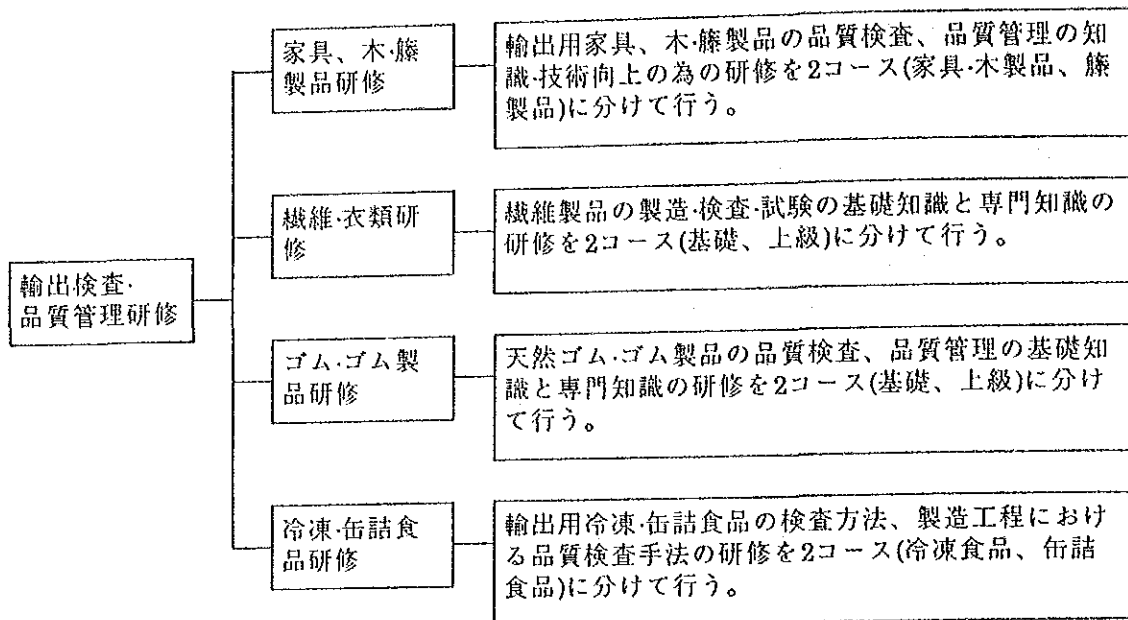 家具、木·籐
製品研修
輸出用家具、木·籐製品の品質検査、品質管理の知
識·技術向上の為の研修を2コース(家具·木製品、籐
製品)に分けて行う。
繊維·衣類研
修
繊維製品の製造·検査·試験の基礎知識と専門知識の
研修を2コース(基礎、上級)に分けて行う。
輸出検査·
品質管理研修
ゴム·ゴム製
品研修
天然ゴム·ゴム製品の品質検査、品質管理の基礎知
識と専門知識の研修を2コース(基礎、上級)に分け
て行う。
冷凍·缶詰食
品研修
輸出用冷凍·缶詰食品の検査方法、製造工程におけ
る品質検査手法の研修を2コース(冷凍食品、缶詰
食品)に分けて行う。